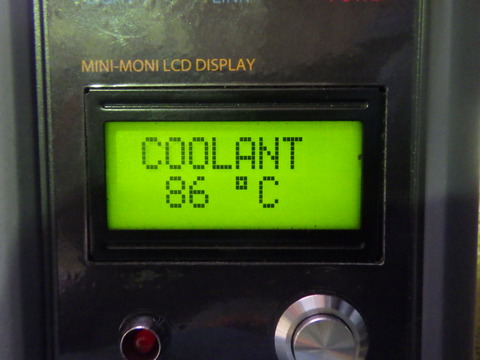 MINI-MONI LCD DISPLAY
COOLANT
86 °C